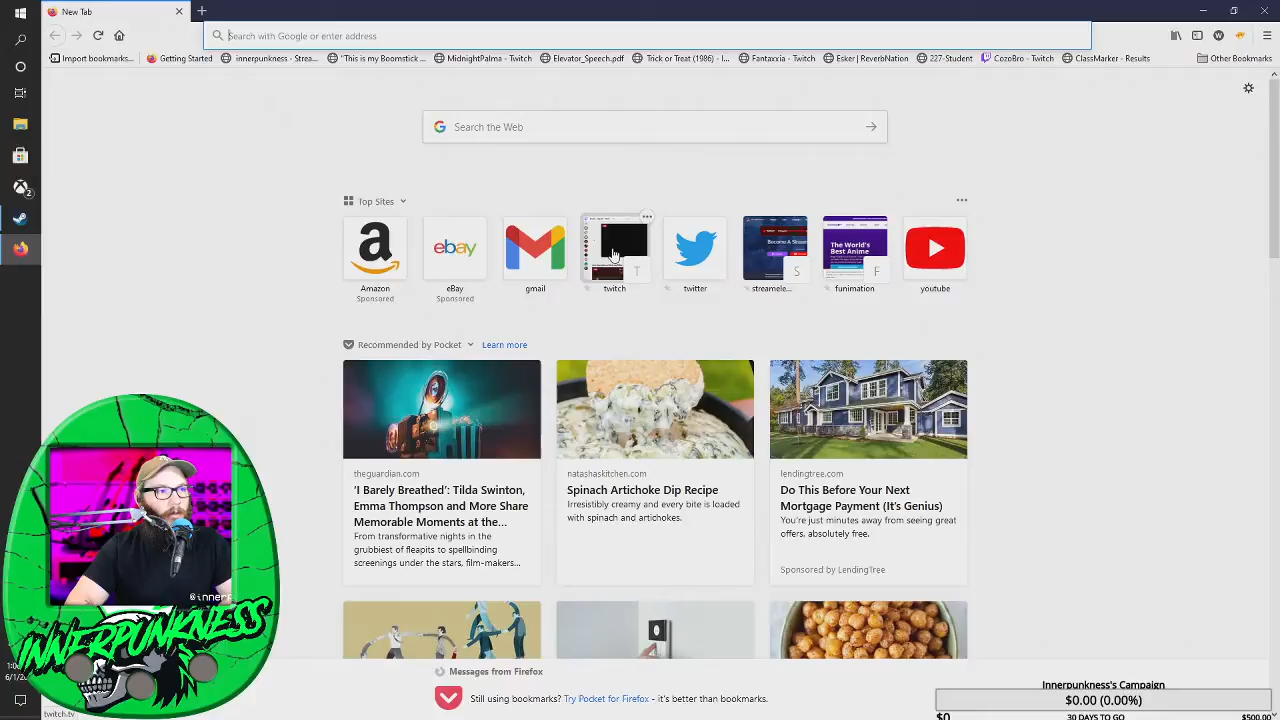 New Tab
Search with Google or enter address
Import bookmarks...
Getting Started
innerpunkness_ Strea...
"This is my Boomstick ...
MidnightPalma - Twitch
Elevator_Speech.pdf
Trick or Treat (1986) - I...
Fantaxxia - Twitch
Esker | ReverbNation
227-Student
CozoBro - Twitch
ClassMarker - Results
Other Bookmarks
Search the Web
Top Sites
Amazon
Sponsored
eBay
Sponsored
gmail
T
twitch
twitter
S
streamele...
The World's
Best Anime
F
funimation
youtube
Recommended by Pocket
Learn more
theguardian.com
'I Barely Breathed': Tilda Swinton,
Emma Thompson and More Share
Memorable Moments at the...
From transformative nights in the
grubbiest of fleapits to spellbinding
screenings under the stars, film-makers...
natashaskitchen.com
Spinach Artichoke Dip Recipe
Irresistibly creamy and every bite is loaded
with spinach and artichokes.
lendingtree.com
Do This Before Your Next
Mortgage Payment (It's Genius)
You're just minutes away from seeing great
offers, absolutely free.
Sponsored by LendingTree
INNERPUNKNESS
Messages from Firefox
Still using bookmarks? Try Pocket for Firefox - it's better than bookmarks.
twitch.tv
Innerpunkness's Campaign
$0.00 (0.00%)
$0
30 DAYS TO GO
$500.00